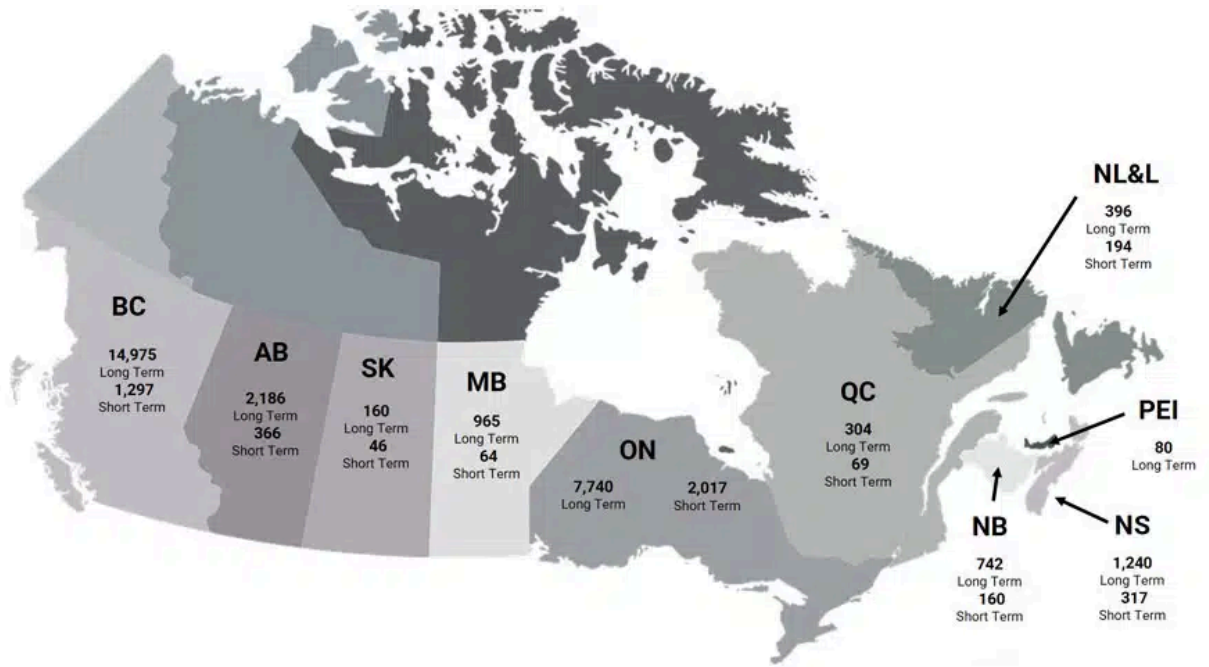 NL&L
396
Long Term
194
Short Term
BC
14,975
Long Term
1,297
Short Term
AB
2,186
Long Term
366
Short Term
SK
160
Long Term
46
Short Term
MB
965
Long Term
64
Short Term
ON
7,740
Long Term
2,017
Short Term
QC
304
Long Term
69
Short Term
PEI
80
Long Term
NB
742
Long Term
160
Short Term
NS
1,240
Long Term
317
Short Term